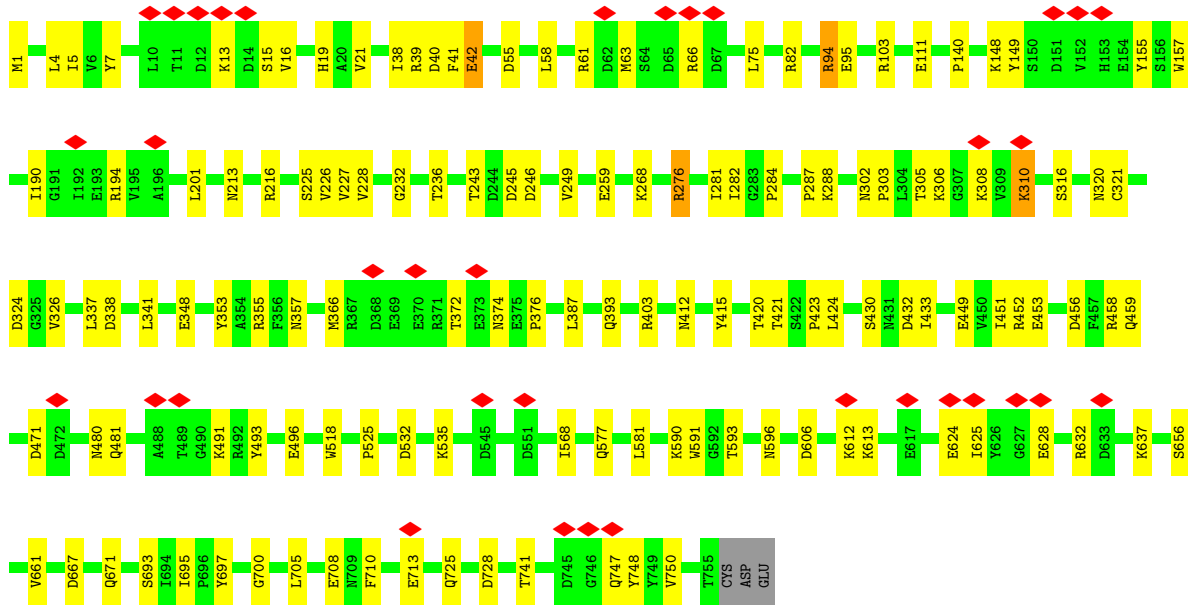 M1 L4 I5 V6 Y7 L10 T11 D12 K13 D14 S15 V16 H19 A20 V21 I38 R39 D40 F41 E42 D55 L58 R61 D62 M63 S64 D65 R66 D67 L75 R82 R94 E95 R103 E111 P140 K148 Y149 S150 D151 V152 H153 E154 Y155 S156 W157
I190 G191 I192 E193 R194 V195 A196 L201 N213 R216 S225 V226 V227 V228 G232 T236 T243 D244 D245 D246 V249 E259 K268 R276 I281 I282 G283 P284 P287 K288 N302 P303 L304 T305 K306 G307 K308 V309 K310 S316 N320 C321
D324 G325 V326 L337 D338 L341 E348 Y353 A354 R355 F356 N357 M366 R367 D368 E369 E370 R371 T372 E373 N374 E375 P376 L387 Q393 R403 N412 Y415 T420 T421 S422 P423 L424 S430 N431 D432 I433 E449 V450 I451 R452 E453 D456 F457 R458 Q459
D471 D472 N480 Q481 A488 T489 G490 K491 R492 Y493 E496 W518 P525 D532 K535 D545 D551 I568 Q577 L581 K590 W591 G592 T593 N596 D606 K612 K613 E617 E624 I625 Y626 G627 E628 R632 D633 K637 S656
V661 D667 Q671 S693 I694 I695 P696 Y697 G700 L705 E708 N709 F710 E713 Q725 D728 T741 D745 G746 Q747 Y748 Y749 V750 T755 CYS ASP GLU